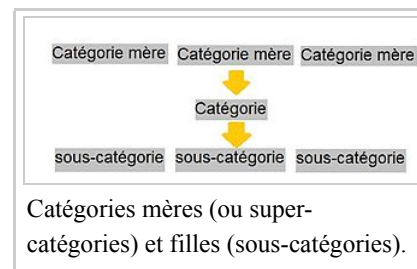 Catégorie mère Catégorie mère Catégorie mère
Catégorie
sous-catégorie sous-catégorie sous-catégorie
Catégories mères (ou super-
catégories) et filles (sous-catégories).